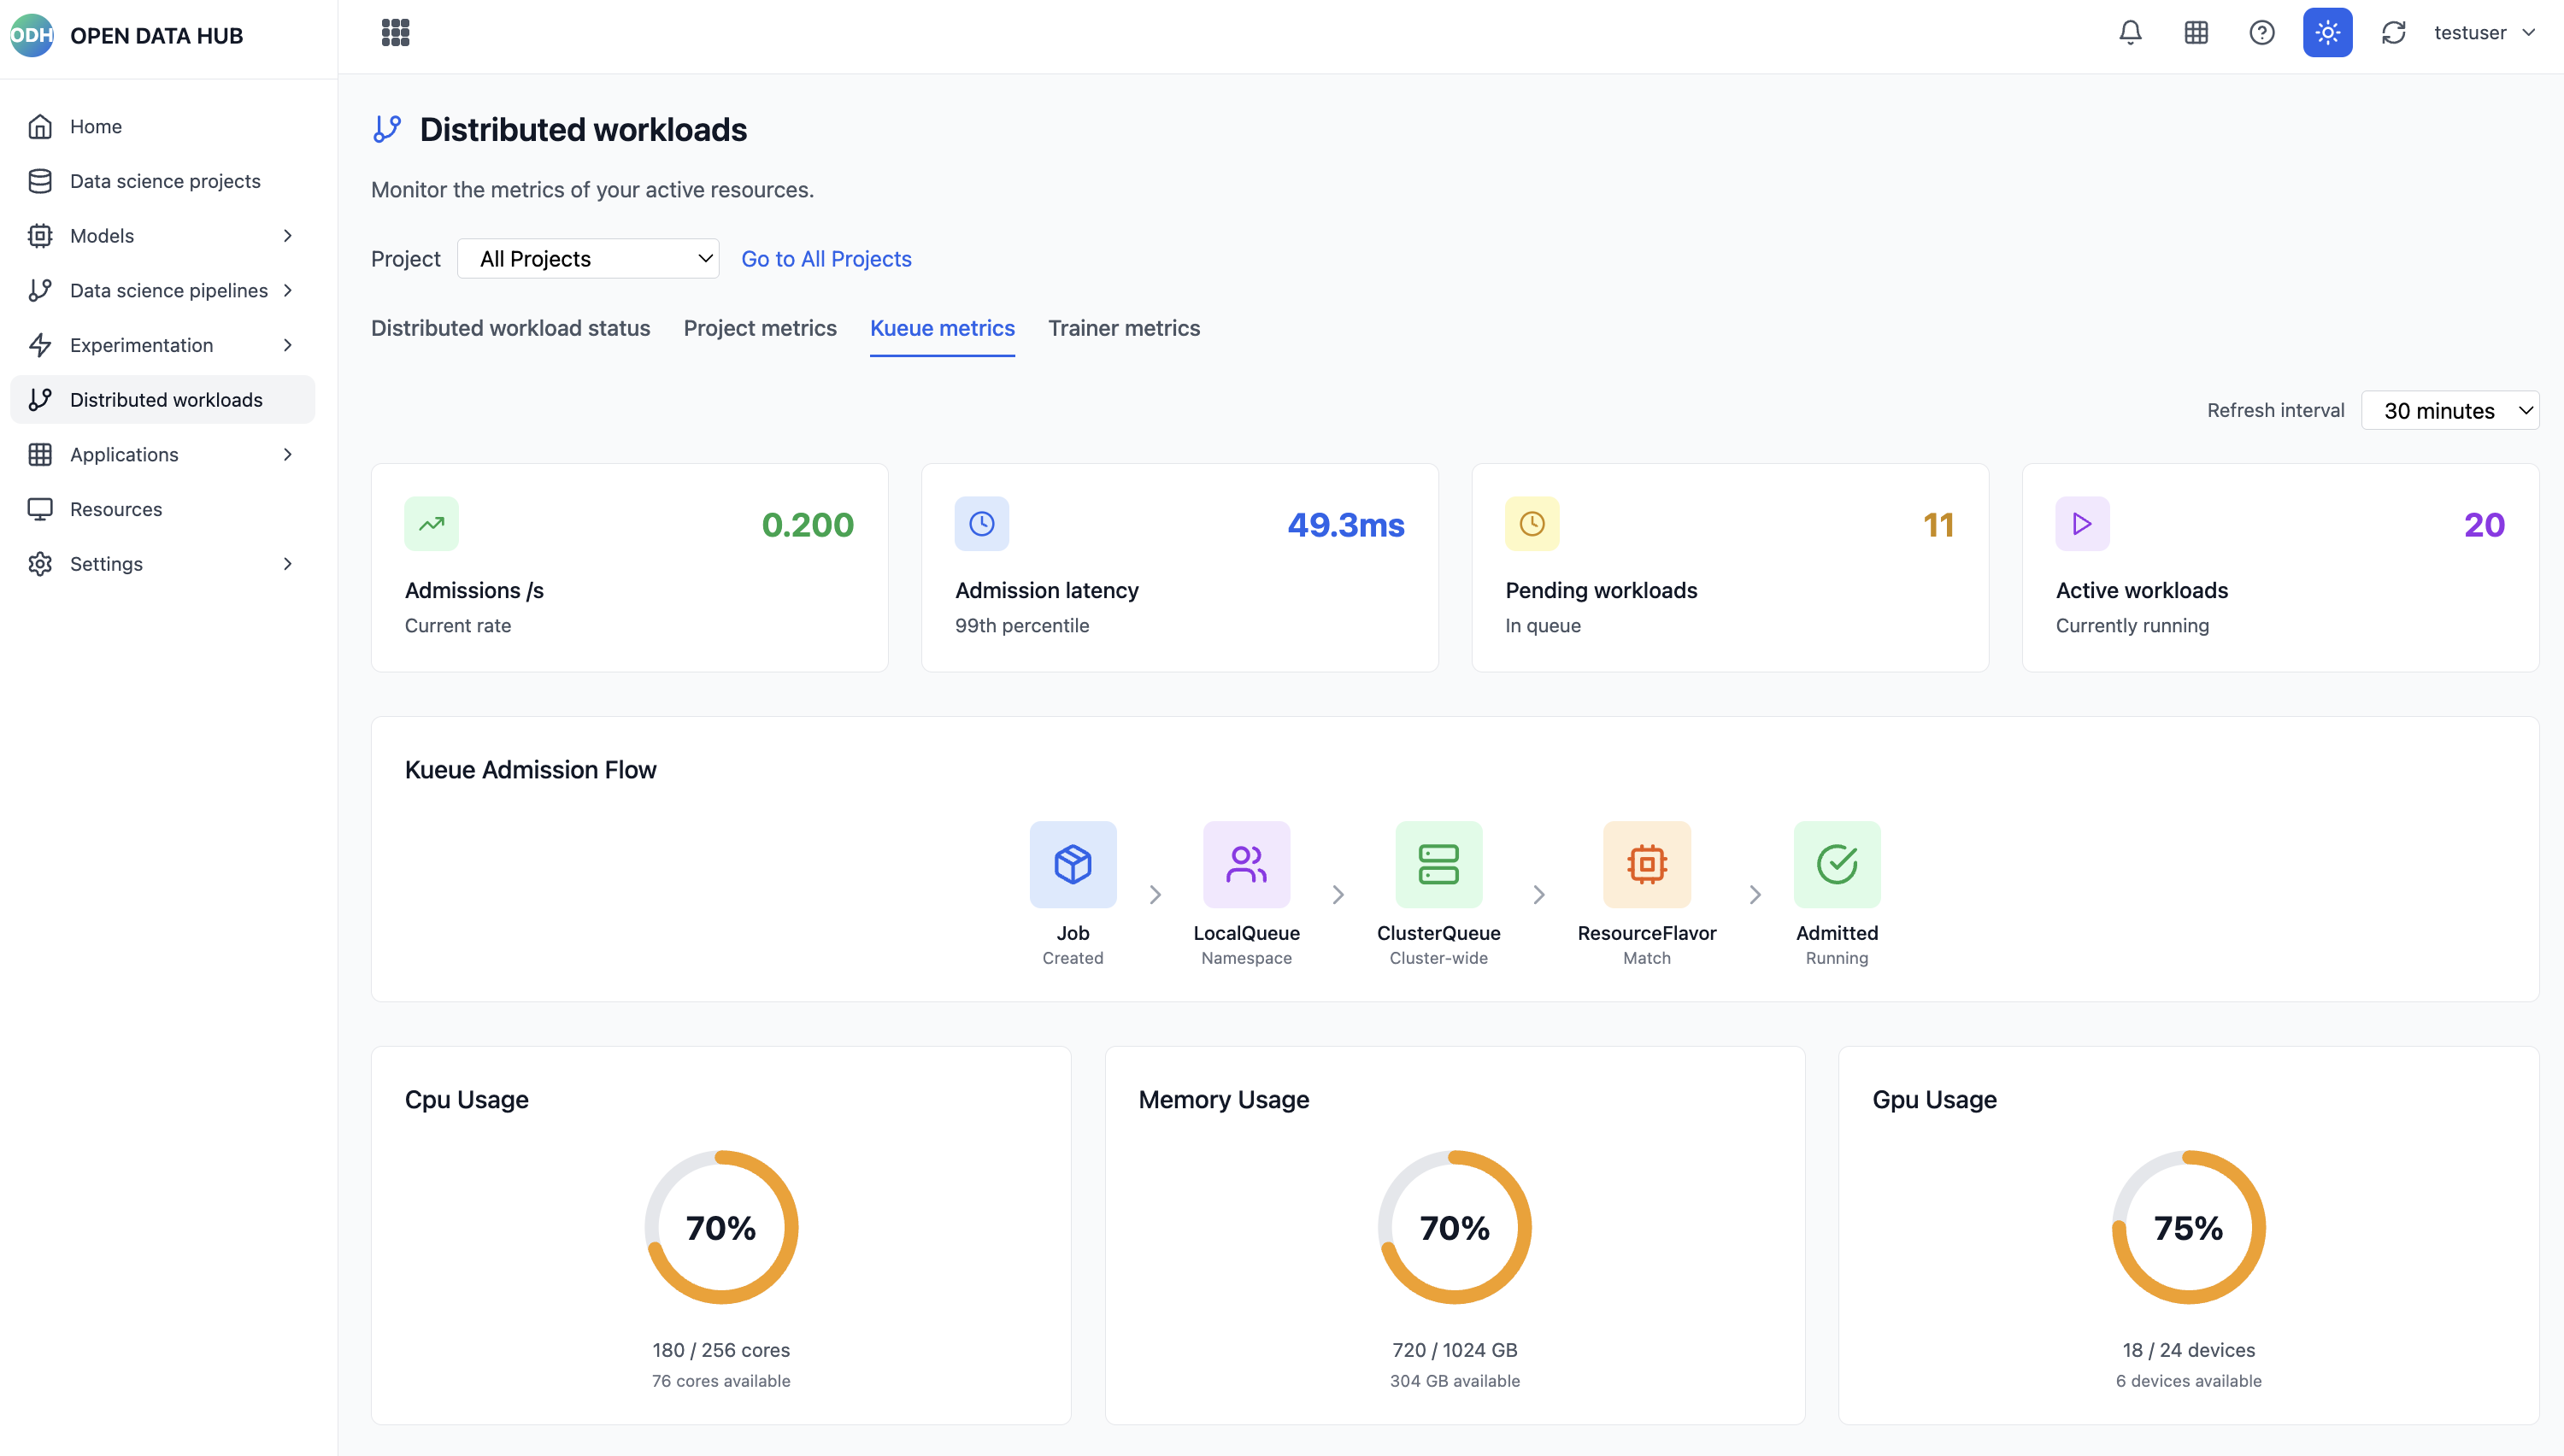 ODH OPEN DATA HUB
testuser
Home
Data science projects
Models
Data science pipelines
Experimentation
Distributed workloads
Applications
Resources
Settings
Distributed workloads
Monitor the metrics of your active resources.
Project All Projects Go to All Projects
Distributed workload status Project metrics Kueue metrics Trainer metrics
Refresh interval 30 minutes
0.200
Admissions /s
Current rate
49.3ms
Admission latency
99th percentile
11
Pending workloads
In queue
20
Active workloads
Currently running
Kueue Admission Flow
Job
Created
LocalQueue
Namespace
ClusterQueue
Cluster-wide
ResourceFlavor
Match
Admitted
Running
Cpu Usage
70%
180 / 256 cores
76 cores available
Memory Usage
70%
720 / 1024 GB
304 GB available
Gpu Usage
75%
18 / 24 devices
6 devices available